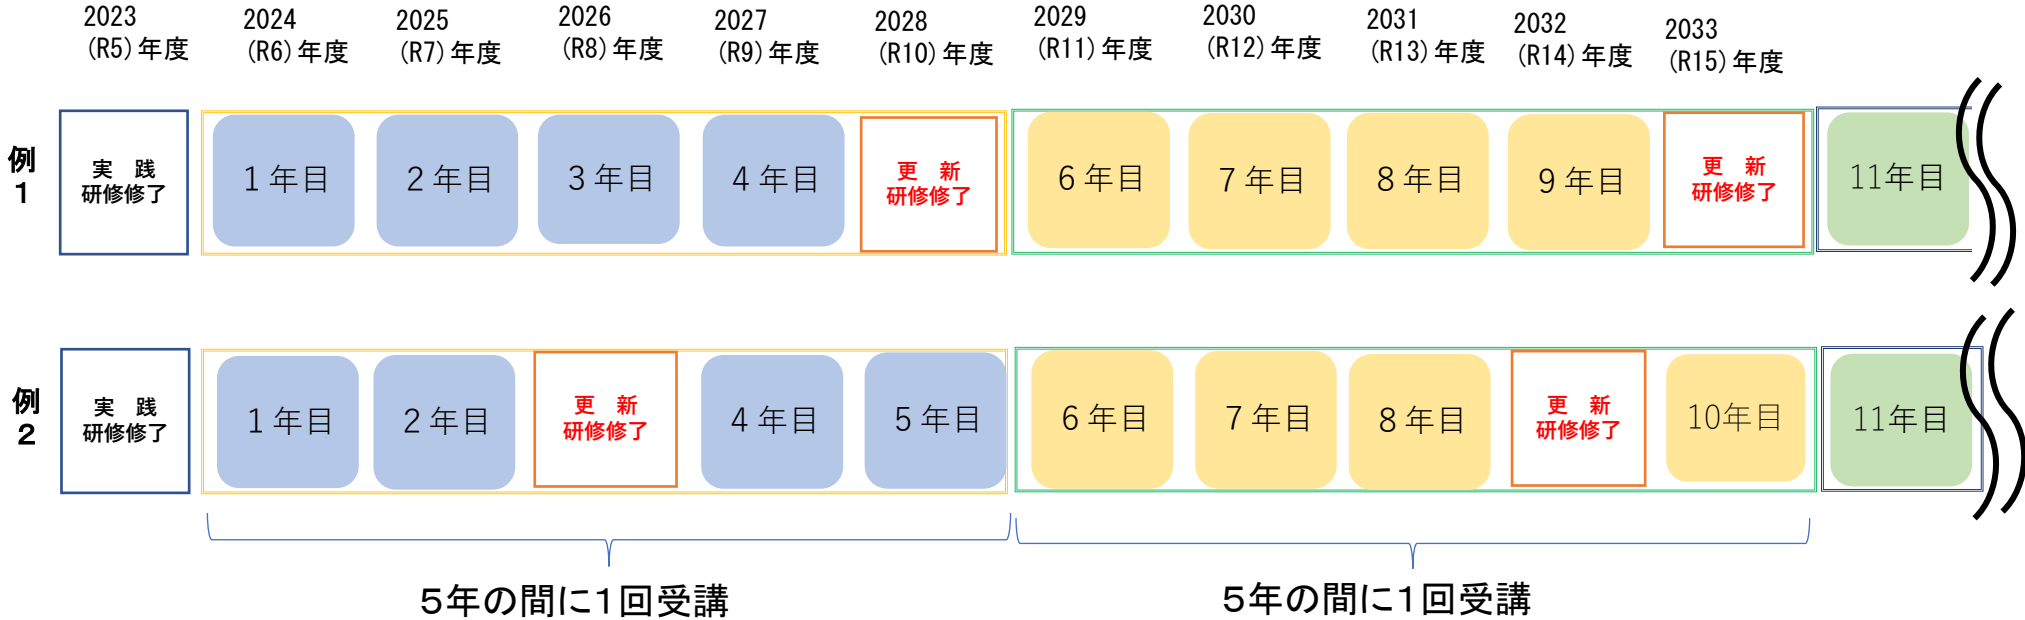 2023
(R5)年度
2024
(R6)年度
2025
(R7)年度
2026
(R8)年度
2027
(R9)年度
2028
(R10)年度
2029
(R11)年度
2030
(R12)年度
2031
(R13)年度
2032
(R14)年度
2033
(R15)年度
例
1
実　践
研修修了
1年目
2年目
3年目
4年目
更　新
研修修了
6年目
7年目
8年目
9年目
更　新
研修修了
11年目
例
2
実　践
研修修了
1年目
2年目
更　新
研修修了
4年目
5年目
6年目
7年目
8年目
更　新
研修修了
10年目
11年目
5年の間に1回受講
5年の間に1回受講